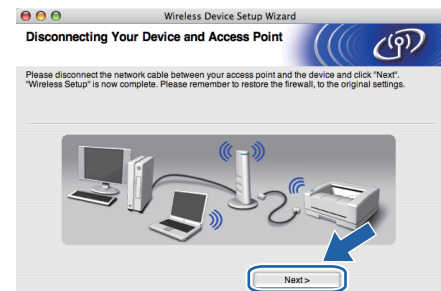 Wireless Device Setup Wizard
Disconnecting Your Device and Access Point
Please disconnect the network cable between your access point and the device and click "Next".
"Wireless Setup" is now complete. Please remember to restore the firewall, to the original settings.
Next >